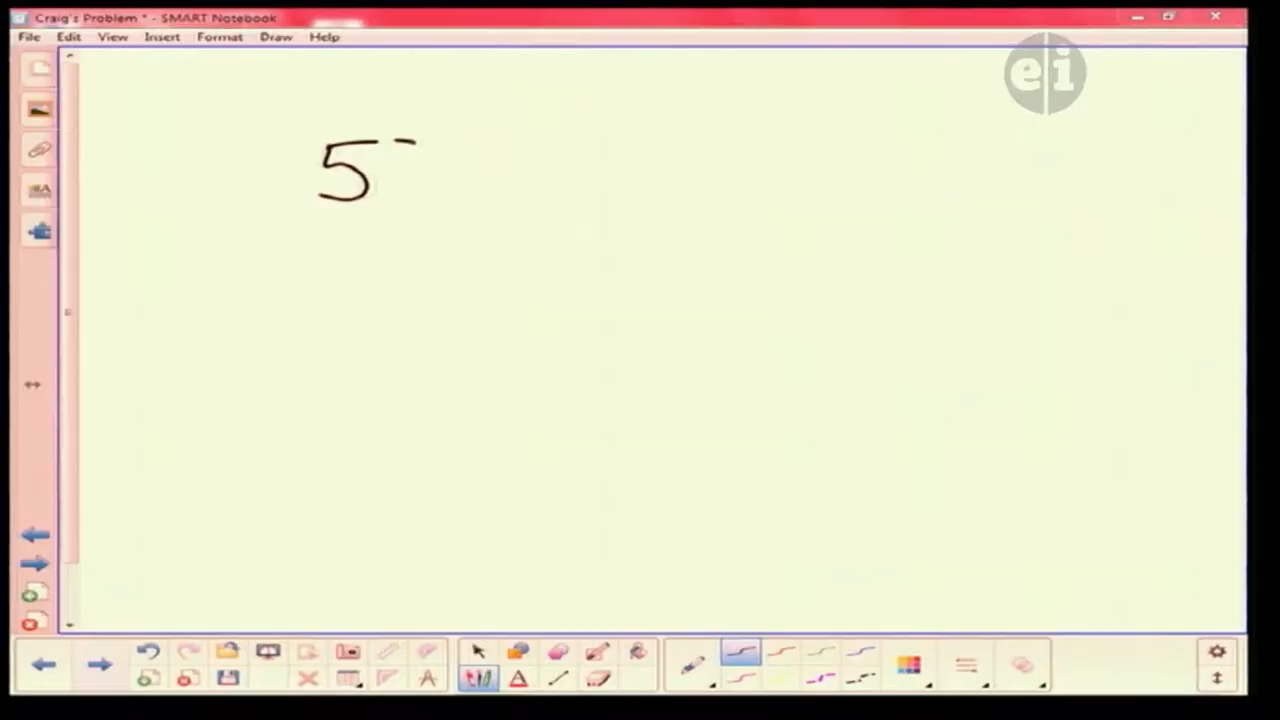 Craig's Problem * - SMART Notebook
File Edit View Insert Format Draw Help
ei
5